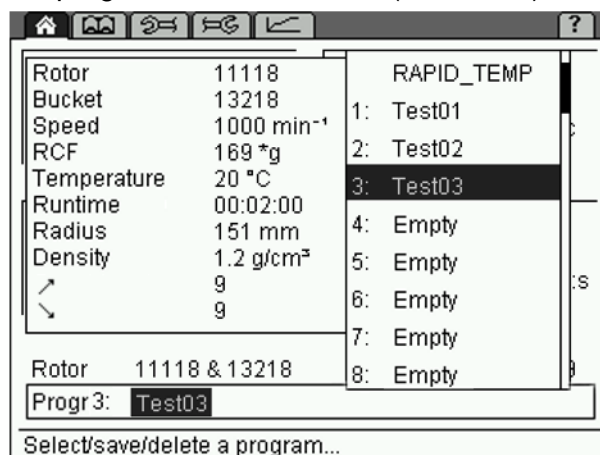 ?
Rotor 11118
Bucket 13218
Speed 1000 min⁻¹
RCF 169 *g
Temperature 20 °C
Runtime 00:02:00
Radius 151 mm
Density 1.2 g/cm³
↗ 9
↘ 9
RAPID_TEMP
1: Test01
2: Test02
3: Test03
4: Empty
5: Empty
6: Empty
7: Empty
8: Empty
:s
Rotor 11118 & 13218
Progr 3: Test03
Select/save/delete a program...